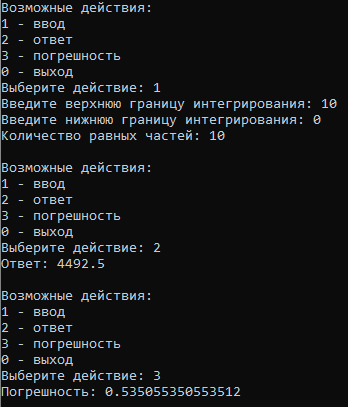 Возможные действия:
1 - ввод
2 - ответ
3 - погрешность
0 - выход
Выберите действие: 1
Введите верхнюю границу интегрирования: 10
Введите нижнюю границу интегрирования: 0
Количество равных частей: 10

Возможные действия:
1 - ввод
2 - ответ
3 - погрешность
0 - выход
Выберите действие: 2
Ответ: 4492.5

Возможные действия:
1 - ввод
2 - ответ
3 - погрешность
0 - выход
Выберите действие: 3
Погрешность: 0.535055350553512